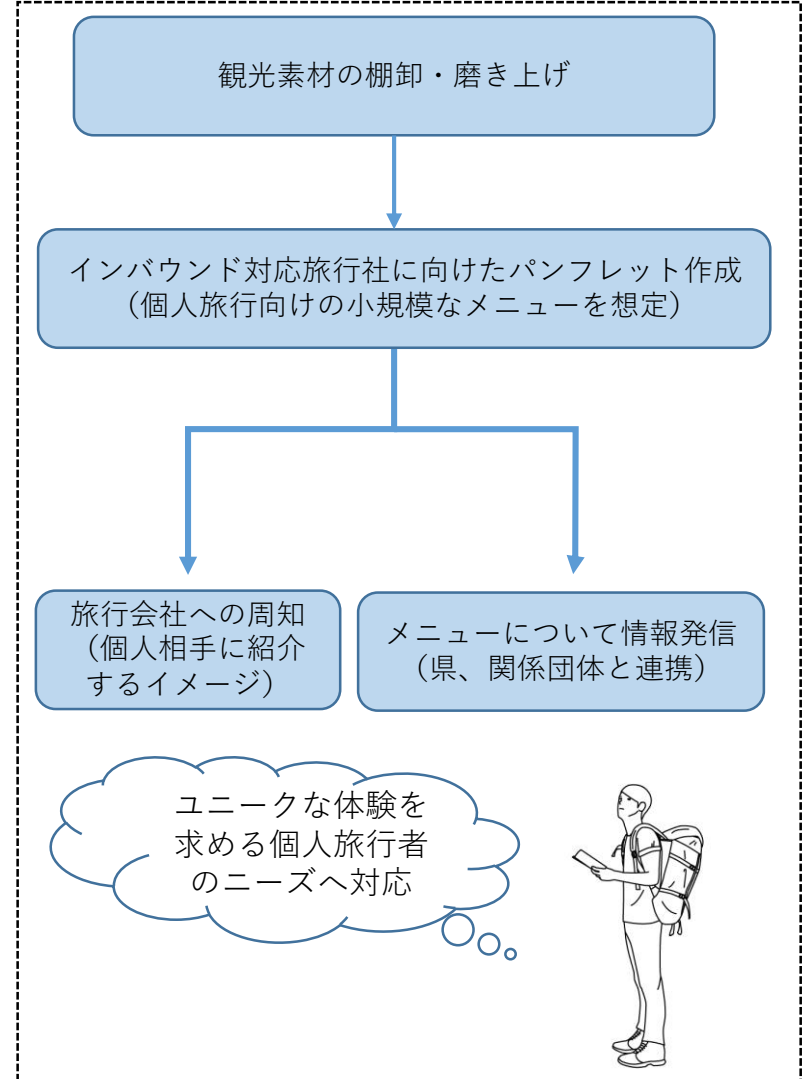 観光素材の棚卸・磨き上げ
インバウンド対応旅行社に向けたパンフレット作成
（個人旅行向けの小規模なメニューを想定）
旅行会社への周知
（個人相手に紹介
するイメージ）
メニューについて情報発信
（県、関係団体と連携）
ユニークな体験を
求める個人旅行者
のニーズへ対応